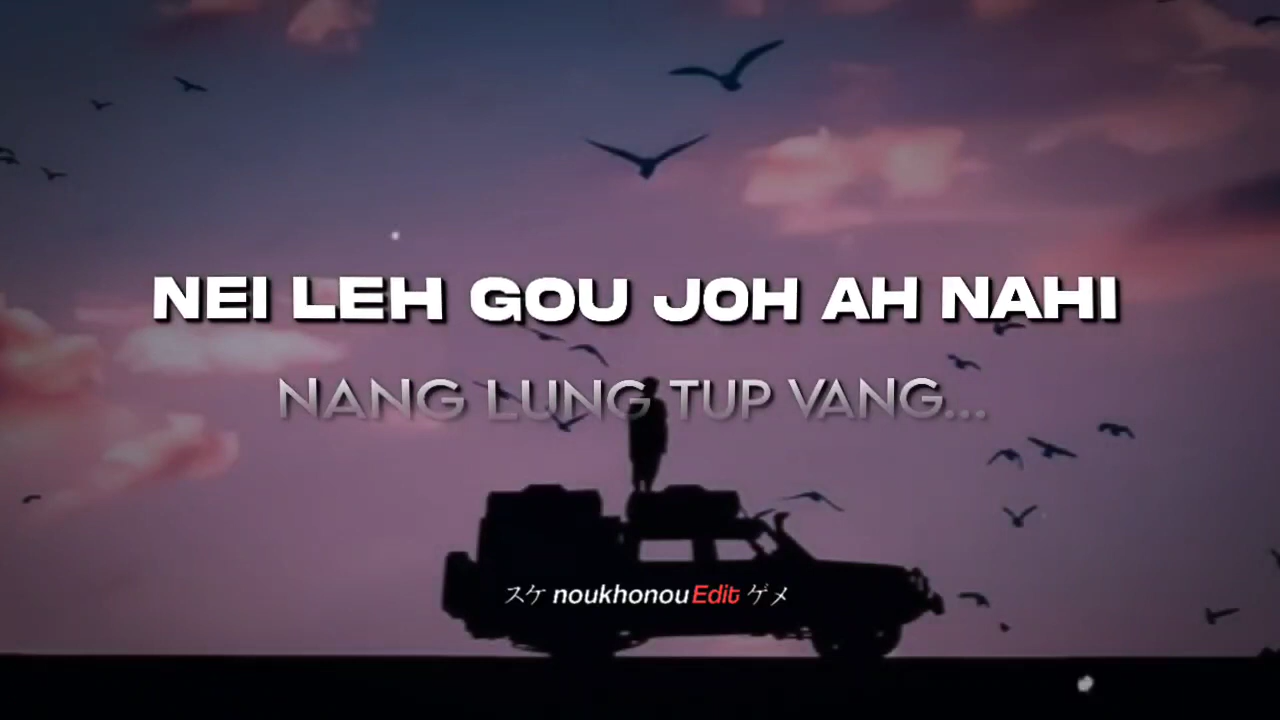 NEI LEH GOU JOH AH NAHI
NANG LUNG TUP VANG...
スケ noukhonouEdit ゲメ